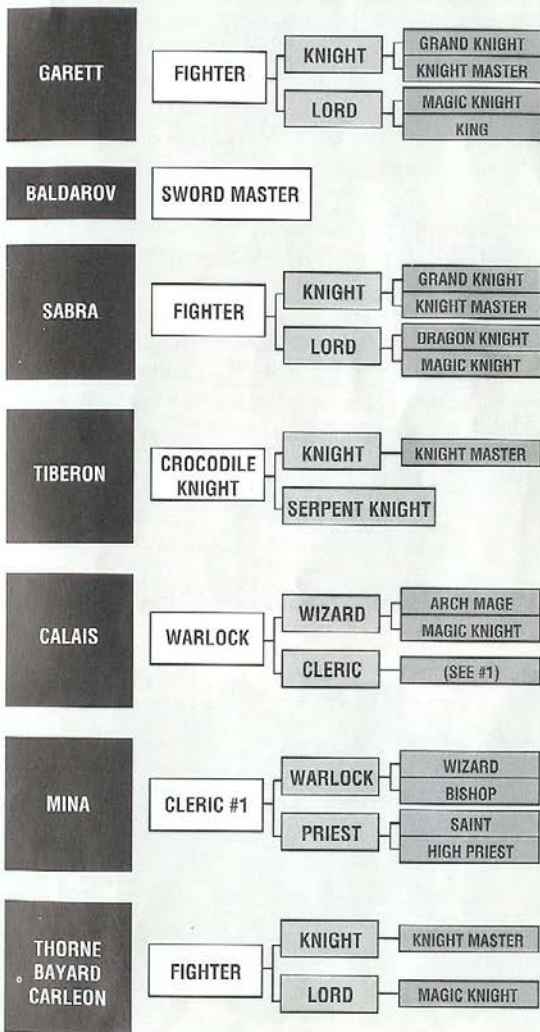 GARETT
FIGHTER
KNIGHT
GRAND KNIGHT
KNIGHT MASTER
LORD
MAGIC KNIGHT
KING
BALDAROV
SWORD MASTER
SABRA
FIGHTER
KNIGHT
GRAND KNIGHT
KNIGHT MASTER
LORD
DRAGON KNIGHT
MAGIC KNIGHT
TIBERON
CROCODILE
KNIGHT
KNIGHT
KNIGHT MASTER
SERPENT KNIGHT
CALAIS
WARLOCK
WIZARD
ARCH MAGE
MAGIC KNIGHT
CLERIC
(SEE #1)
MINA
CLERIC #1
WARLOCK
WIZARD
BISHOP
PRIEST
SAINT
HIGH PRIEST
THORNE
BAYARD
CARLEON
FIGHTER
KNIGHT
KNIGHT MASTER
LORD
MAGIC KNIGHT